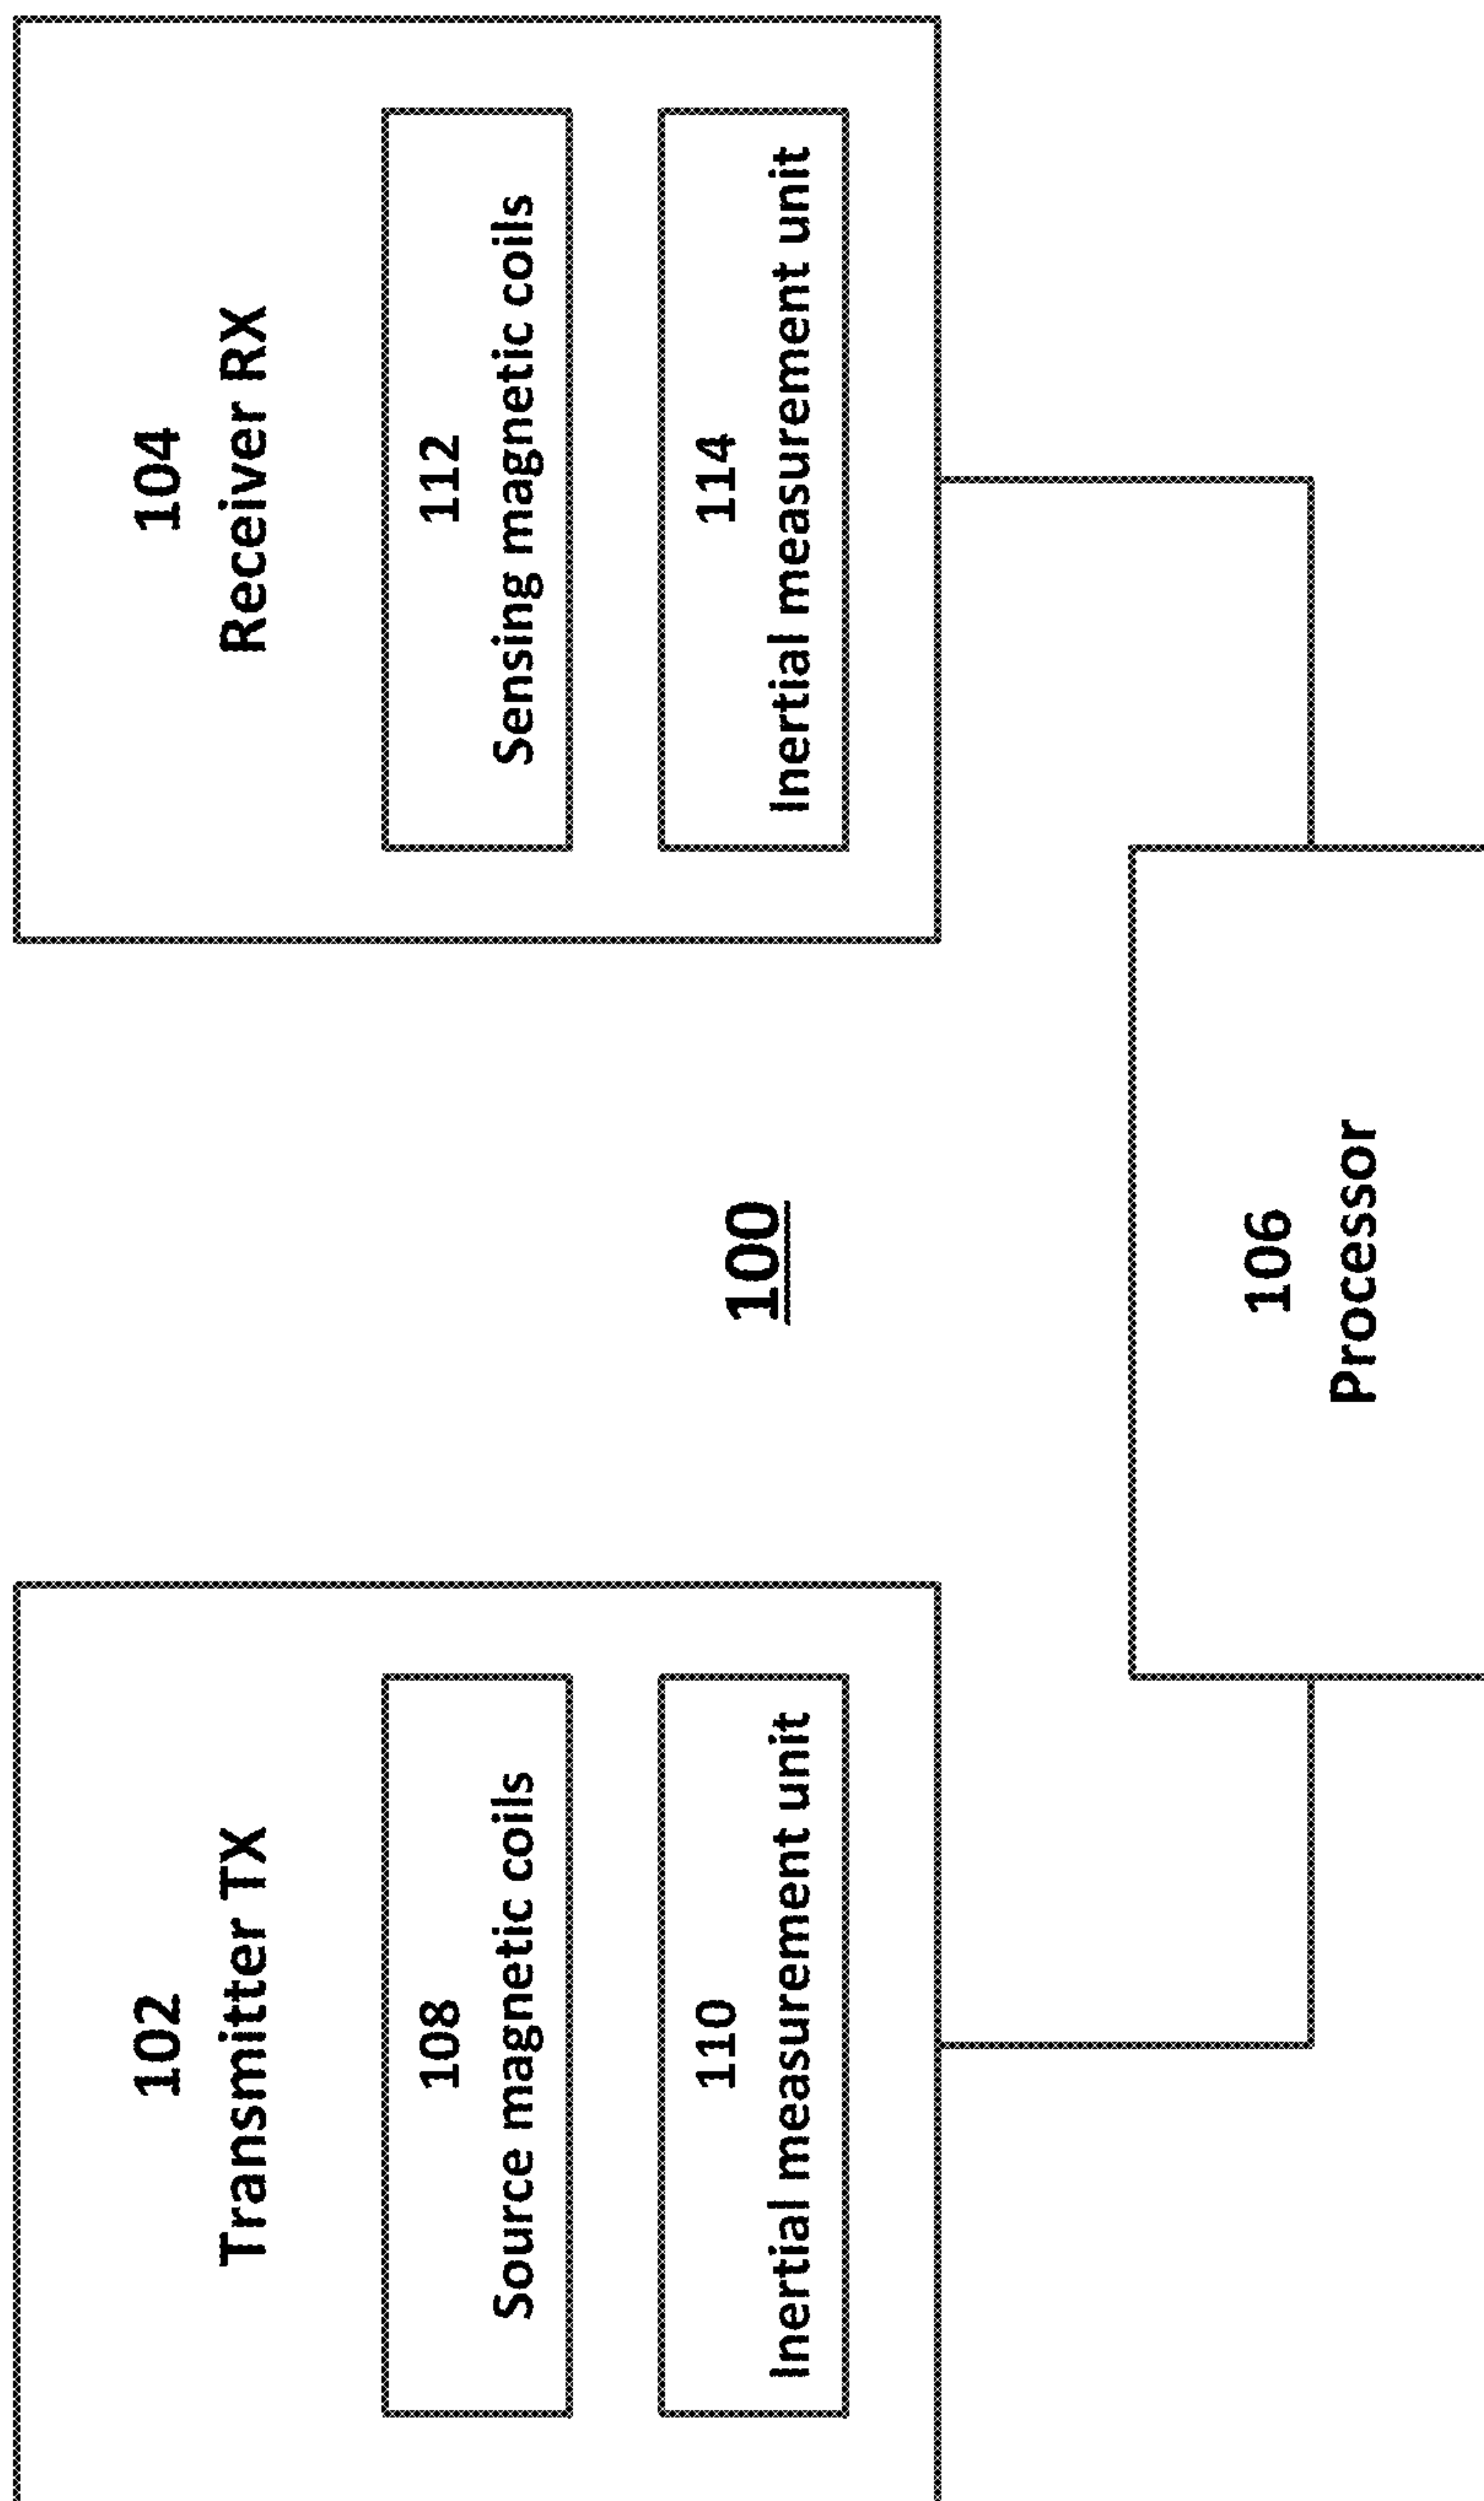 102
Transmitter TX
108
Source magnetic coils
110
Inertial measurement unit
104
Receiver RX
112
Sensing magnetic coils
114
Inertial measurement unit
100
106
Processor